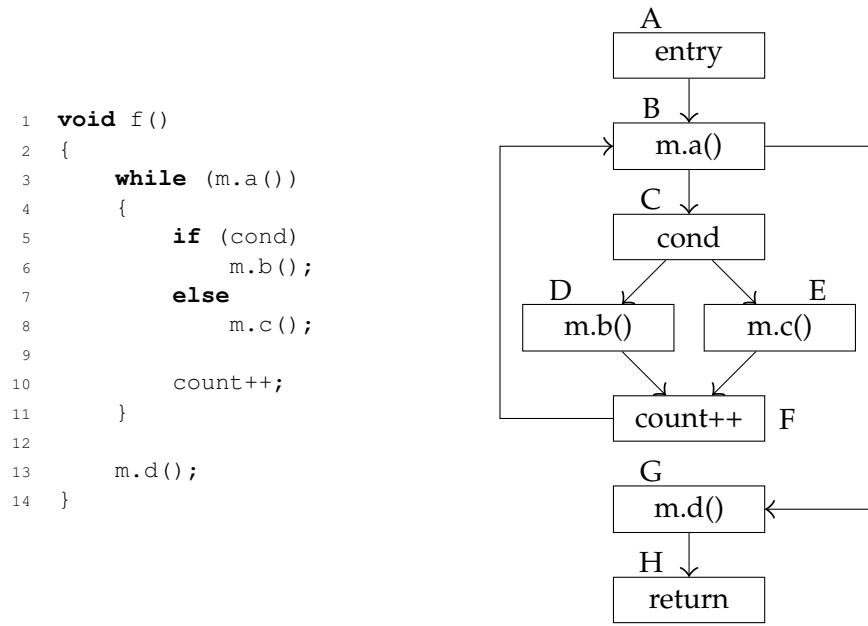 1 void f()
2 {
3 while (m.a())
4 {
5 if (cond)
6 m.b();
7 else
8 m.c();
9
10 count++;
11 }
12
13 m.d();
14 }
A
entry
B
m.a()
C
cond
D E
m.b() m.c()
count++ F
G
m.d()
H
return